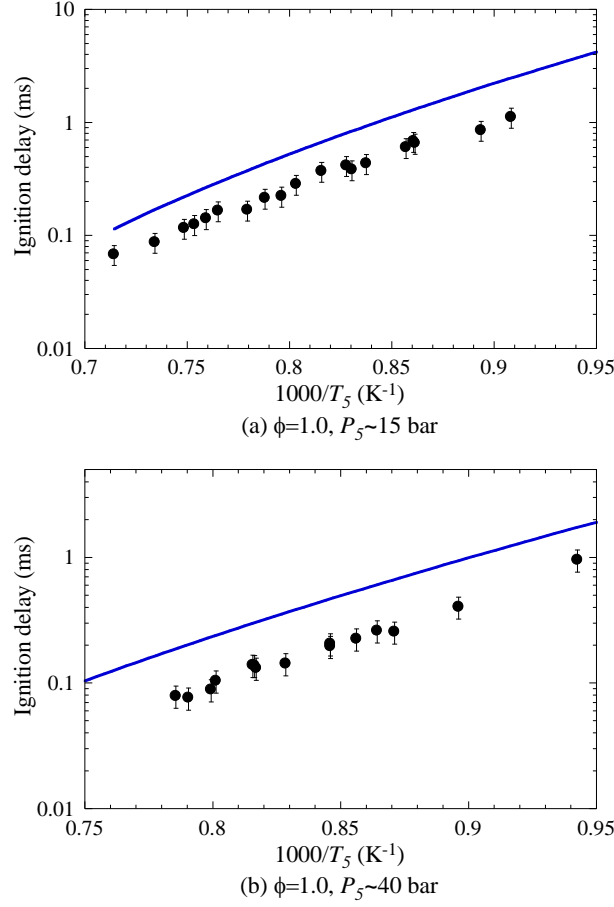 10
1
0.1
0.01
Ignition delay (ms)
0.7 0.75 0.8 0.85 0.9 0.95
1000/T5 (K-1)
(a) ϕ=1.0, P5~15 bar
1
0.1
0.01
Ignition delay (ms)
0.75 0.8 0.85 0.9 0.95
1000/T5 (K-1)
(b) ϕ=1.0, P5~40 bar